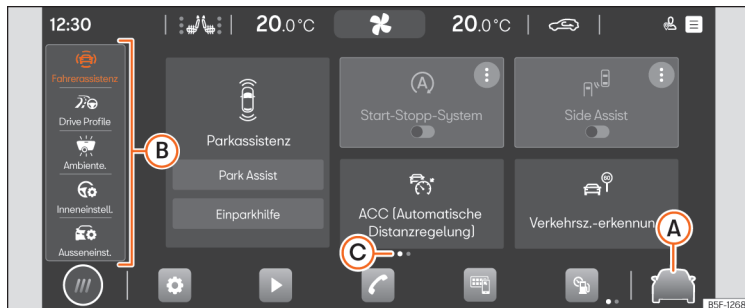 12:30
20.0°C
20.0°C
Fahrerassistenz
Drive Profile
Ambiente.
Inneneinstell.
Ausseneinst.
B
Parkassistenz
Park Assist
Einparkhilfe
A
Start-Stopp-System
Side Assist
ACC (Automatische
Distanzregelung)
80
Verkehrsz.-erkennun
C
A
B5F-1268